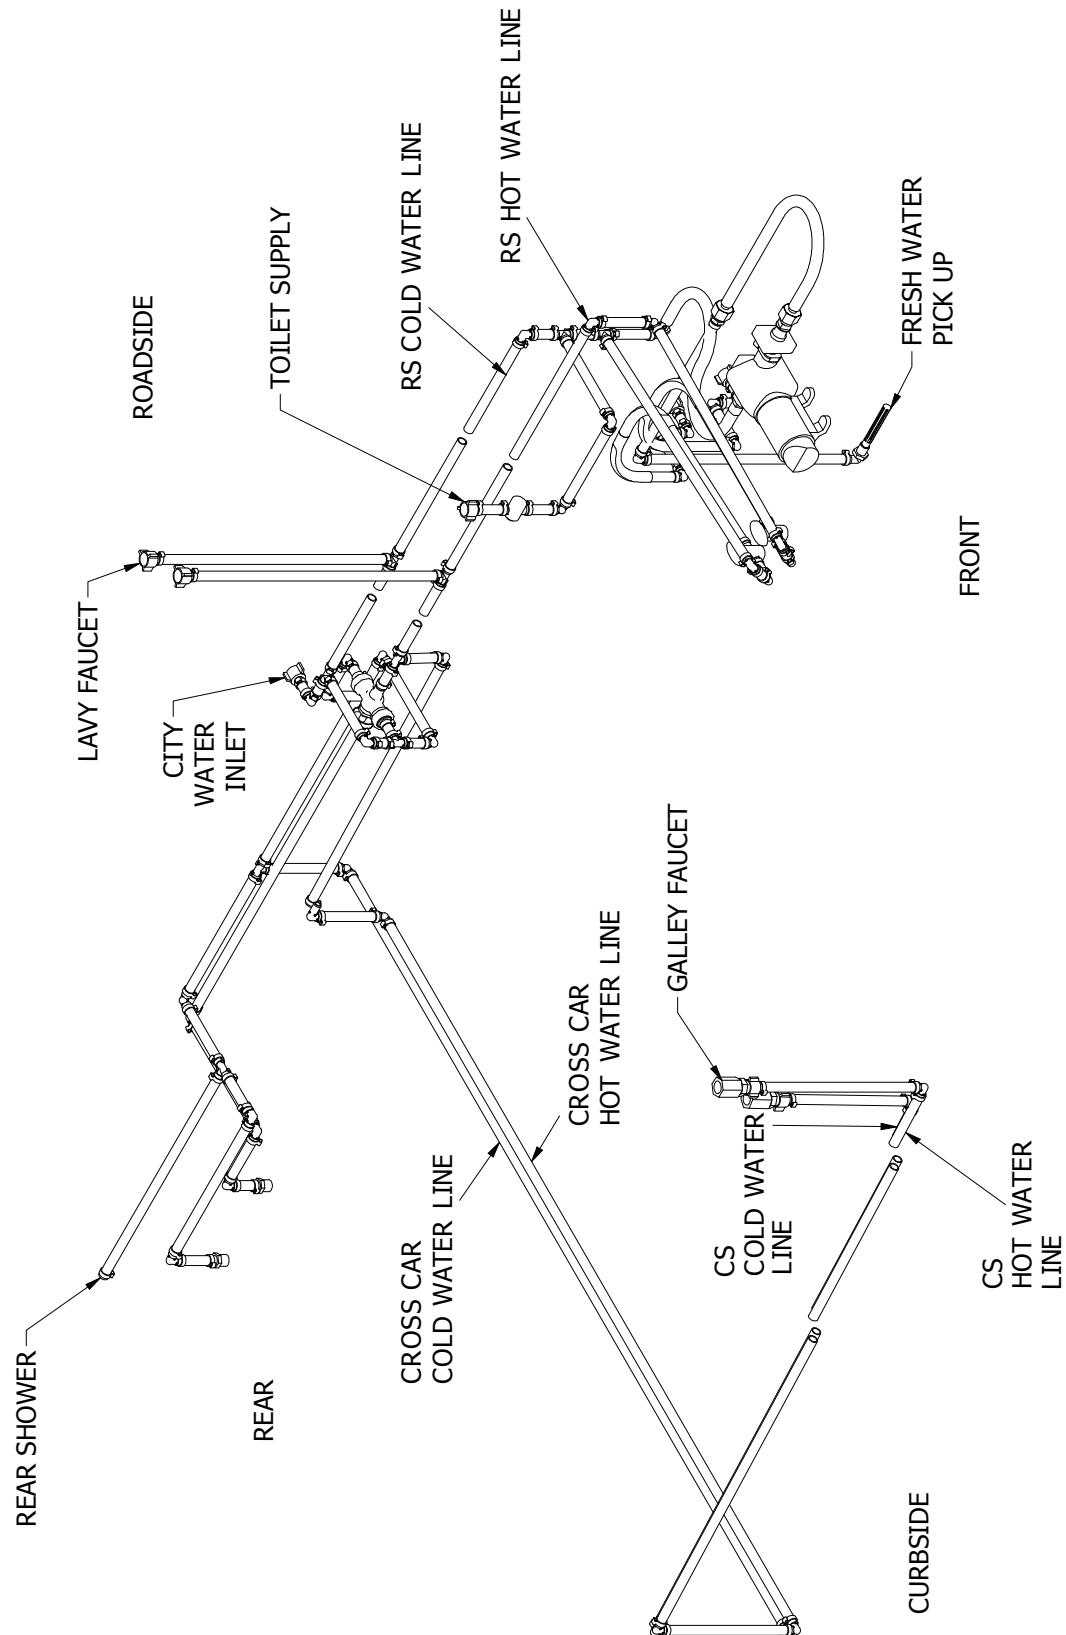 ROADSIDE
TOILET SUPPLY
RS COLD WATER LINE
RS HOT WATER LINE
FRESH WATER
PICK UP
LAVY FAUCET
CITY
WATER
INLET
FRONT
GALLEY FAUCET
CROSS CAR
HOT WATER LINE
CROSS CAR
COLD WATER LINE
CS
COLD WATER
LINE
CS
HOT WATER
LINE
REAR SHOWER
REAR
CURBSIDE